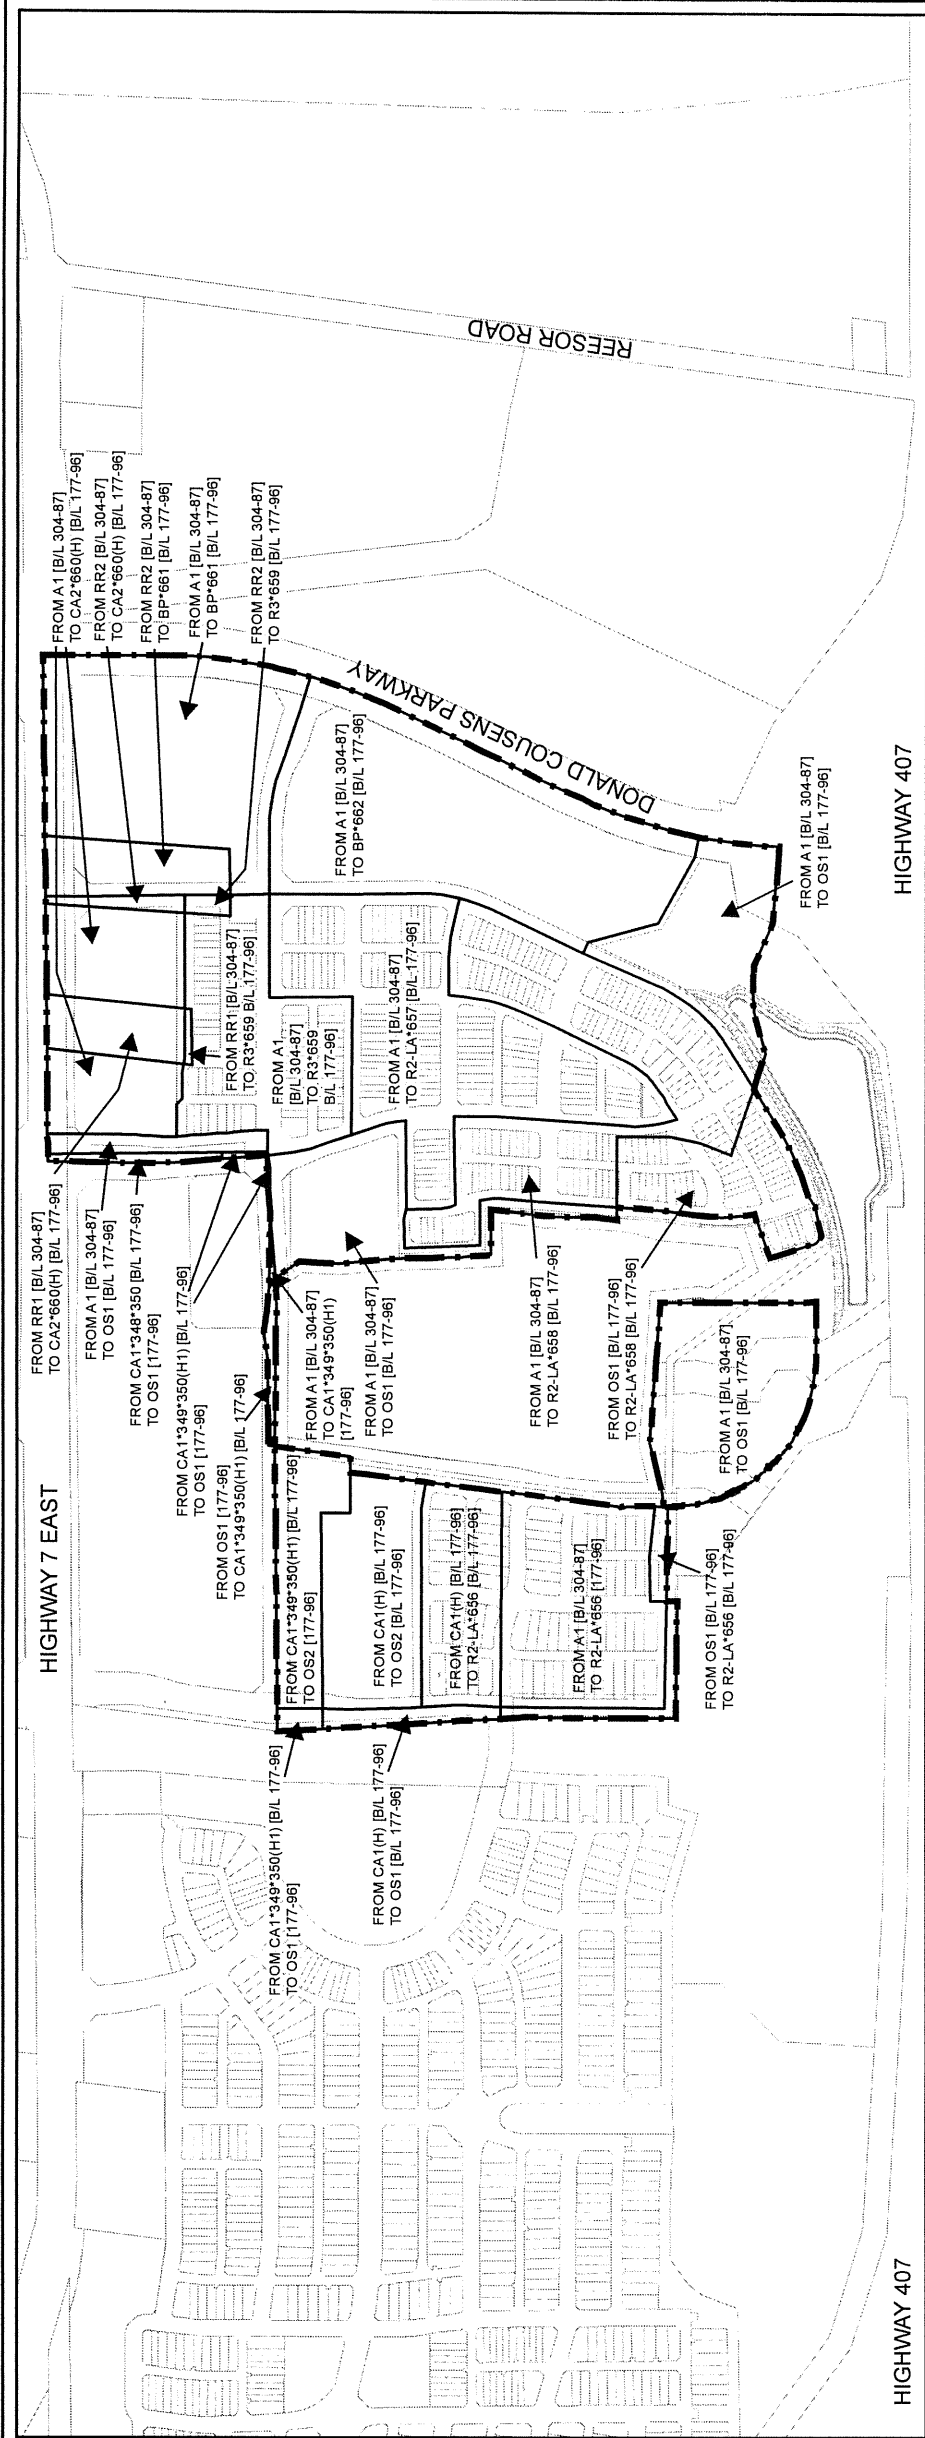 HIGHWAY 7 EAST
FROM A1 [B/L 304-87]
TO CA2*660(H) [B/L 177-96]
FROM RR2 [B/L 304-87]
TO CA2*660(H) [B/L 177-96]
FROM RR2 [B/L 304-87]
TO BP*661 [B/L 177-96]
FROM A1 [B/L 304-87]
TO BP*661 [B/L 177-96]
FROM RR2 [B/L 304-87]
TO R3*659 [B/L 177-96]
REESOR ROAD
DONALD COUSENS PARKWAY
FROM A1 [B/L 304-87]
TO BP*662 [B/L 177-96]
FROM RR1 [B/L 304-87]
TO R3*659 B/L 177-96]
FROM A1
[B/L 304-87]
TO R3*659
B/L 177-96]
FROM A1 [B/L 304-87]
TO R2-LA*657 [B/L 177-96]
FROM A1 [B/L 304-87]
TO OS1 [B/L 177-96]
FROM RR1 [B/L 304-87]
TO CA2*660(H) [B/L 177-96]
FROM A1 [B/L 304-87]
TO OS1 [B/L 177-96]
FROM CA1*348*350 [B/L 177-96]
TO OS1 [177-96]
FROM CA1*349*350(H1) [B/L 177-96]
TO OS1 [177-96]
FROM OS1 [177-96]
TO CA1*349*350(H1) [B/L 177-96]
FROM A1 [B/L 304-87]
TO CA1*349*350(H1)
[177-96]
FROM A1 [B/L 304-87]
TO OS1 [B/L 177-96]
FROM A1 [B/L 304-87]
TO R2-LA*658 [B/L 177-96]
FROM OS1 [B/L 177-96]
TO R2-LA*658 [B/L 177-96]
FROM A1 [B/L 304-87]
TO OS1 [B/L 177-96]
FROM CA1*349*350(H1) [B/L 177-96]
TO OS2 [177-96]
FROM CA1(H) [B/L 177-96]
TO OS2 [B/L 177-96]
FROM CA1(H) [B/L 177-96]
TO R2-LA*656 [B/L 177-96]
FROM A1 [B/L 304-87]
TO R2-LA*656 [177-96]
FROM OS1 [B/L 177-96]
TO R2-LA*656 [B/L 177-96]
FROM CA1*349*350(H1) [B/L 177-96]
TO OS1 [177-96]
FROM CA1(H) [B/L 177-96]
TO OS1 [B/L 177-96]
HIGHWAY 407
HIGHWAY 407